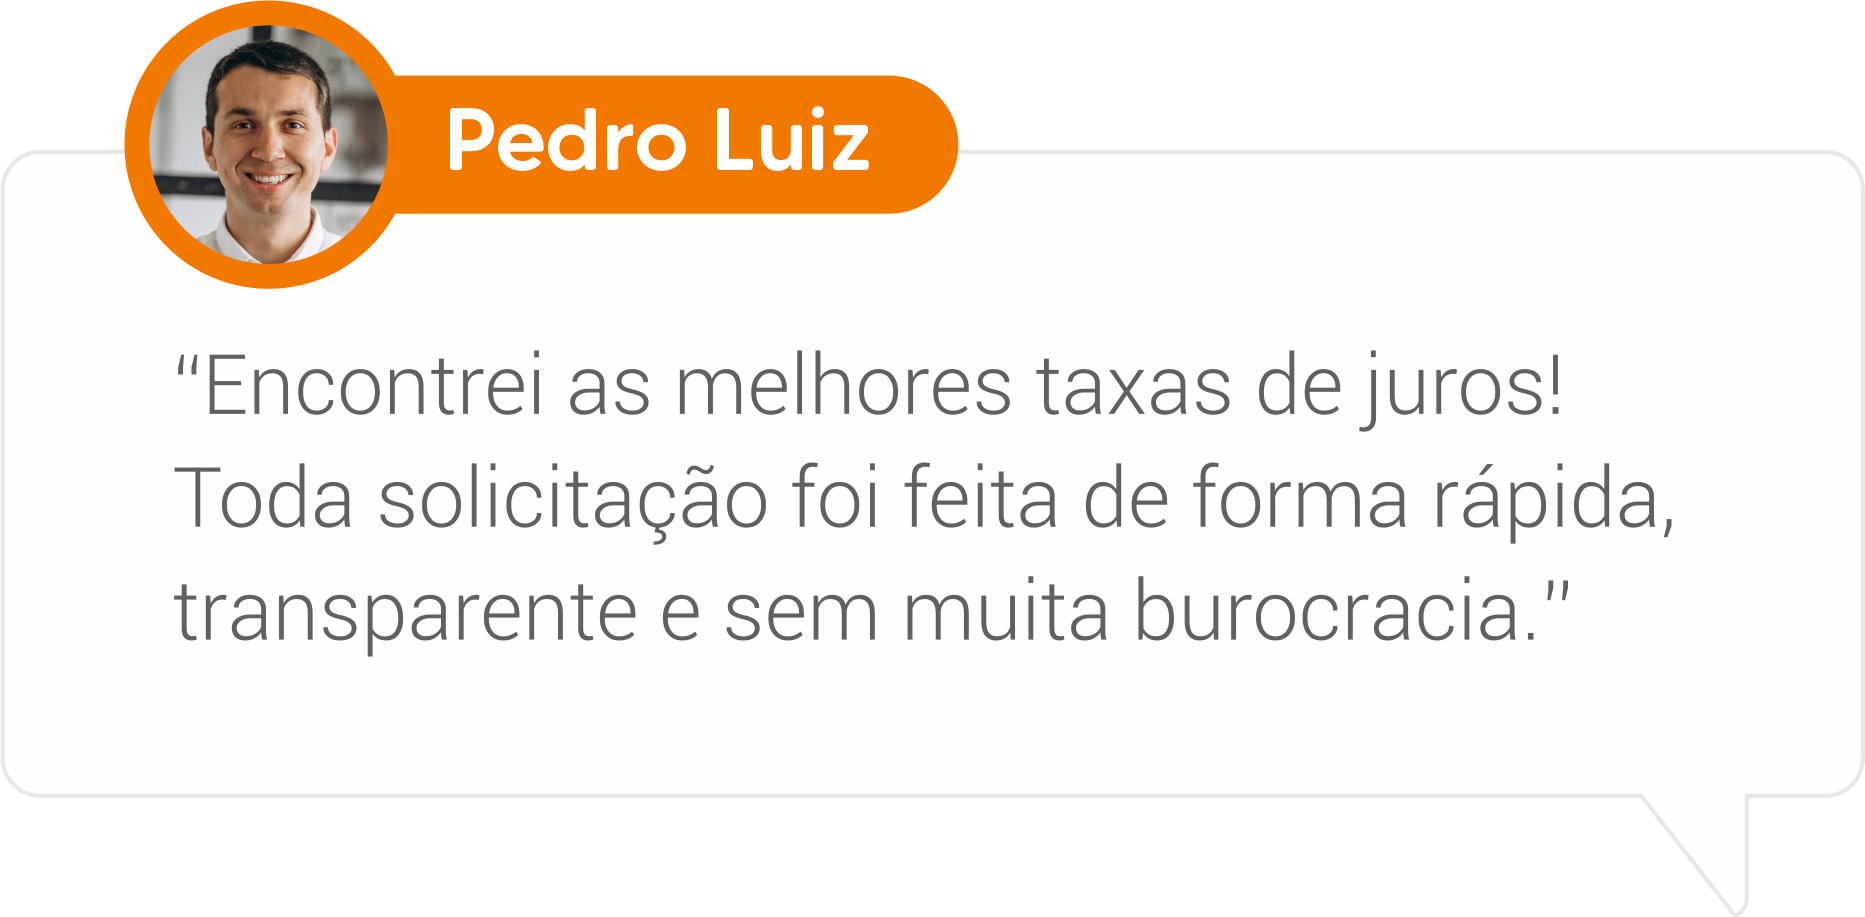 Pedro Luiz
“Encontrei as melhores taxas de juros!
Toda solicitação foi feita de forma rápida,
transparente e sem muita burocracia.”